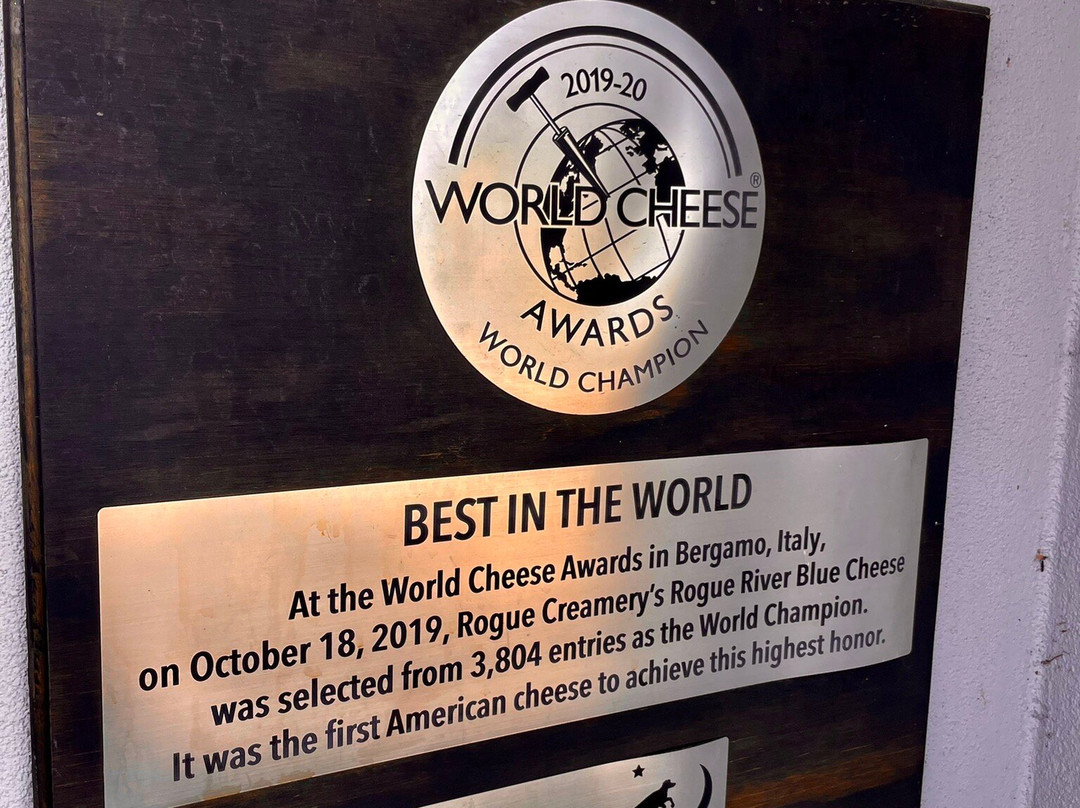 2019-20
WORLD CHEESE®
AWARDS
WORLD CHAMPION
BEST IN THE WORLD
At the World Cheese Awards in Bergamo, Italy,
on October 18, 2019, Rogue Creamery's Rogue River Blue Cheese
was selected from 3,804 entries as the World Champion.
It was the first American cheese to achieve this highest honor.